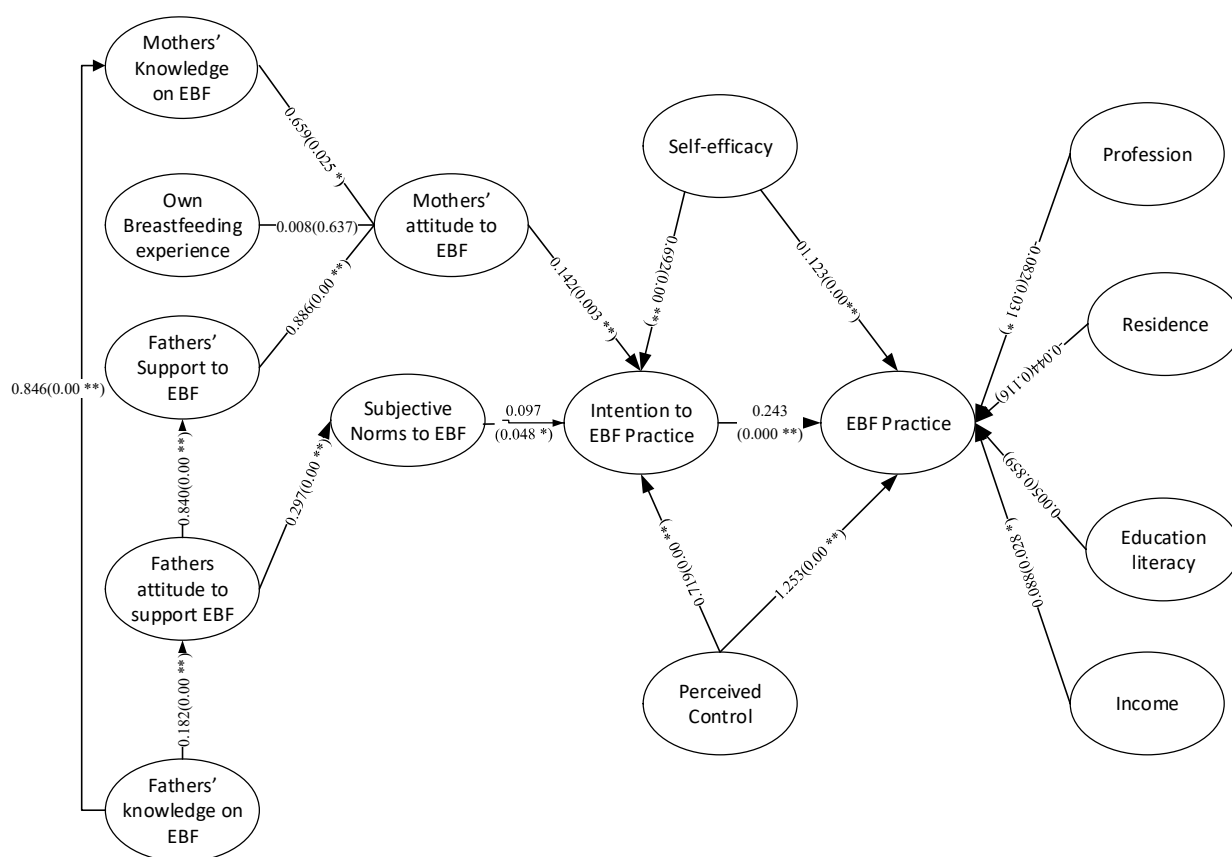 Mothers'
Knowledge
on EBF
0.659(0.025 *)
Own
Breastfeeding
experience
0.008(0.637)
Mothers'
attitude to
EBF
0.886(0.00 **)
Fathers'
Support to
EBF
0.846(0.00 **)
0.840(0.00 **)
Fathers
attitude to
support EBF
0.297(0.00 **)
0.182(0.00 **)
Fathers'
knowledge on
EBF
Subjective
Norms to EBF
0.097
(0.048 *)
0.142(0.003 **)
Self-efficacy
0.692(0.00 **)
01.123(0.00**)
Intention to
EBF Practice
0.243
(0.000 **)
EBF Practice
0.719(0.00 **)
1.253(0.00 **)
Perceived
Control
Profession
-0.082(0.031 *)
Residence
-0.044(0.116)
0.005(0.859)
Education
literacy
0.088(0.028 *)
Income